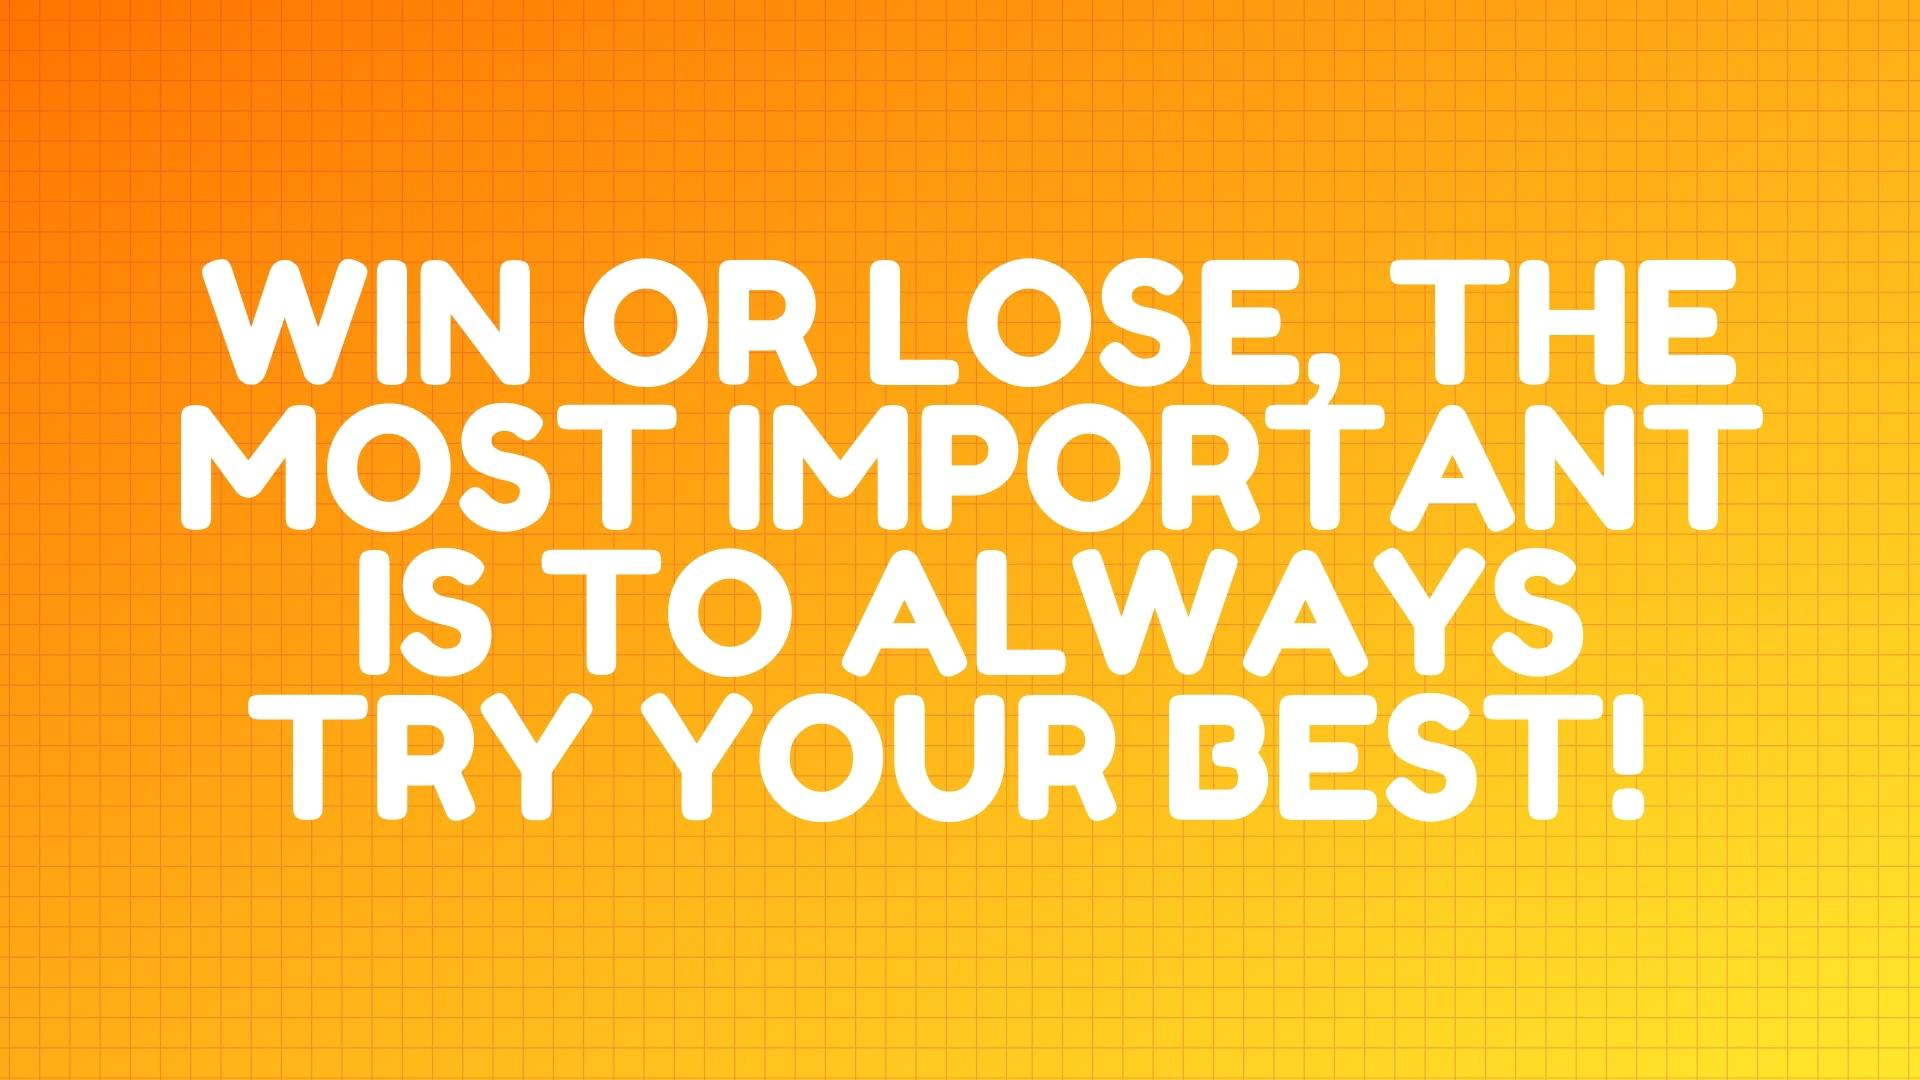 WIN OR LOSE, THE
MOST IMPORTANT
IS TO ALWAYS
TRY YOUR BEST!